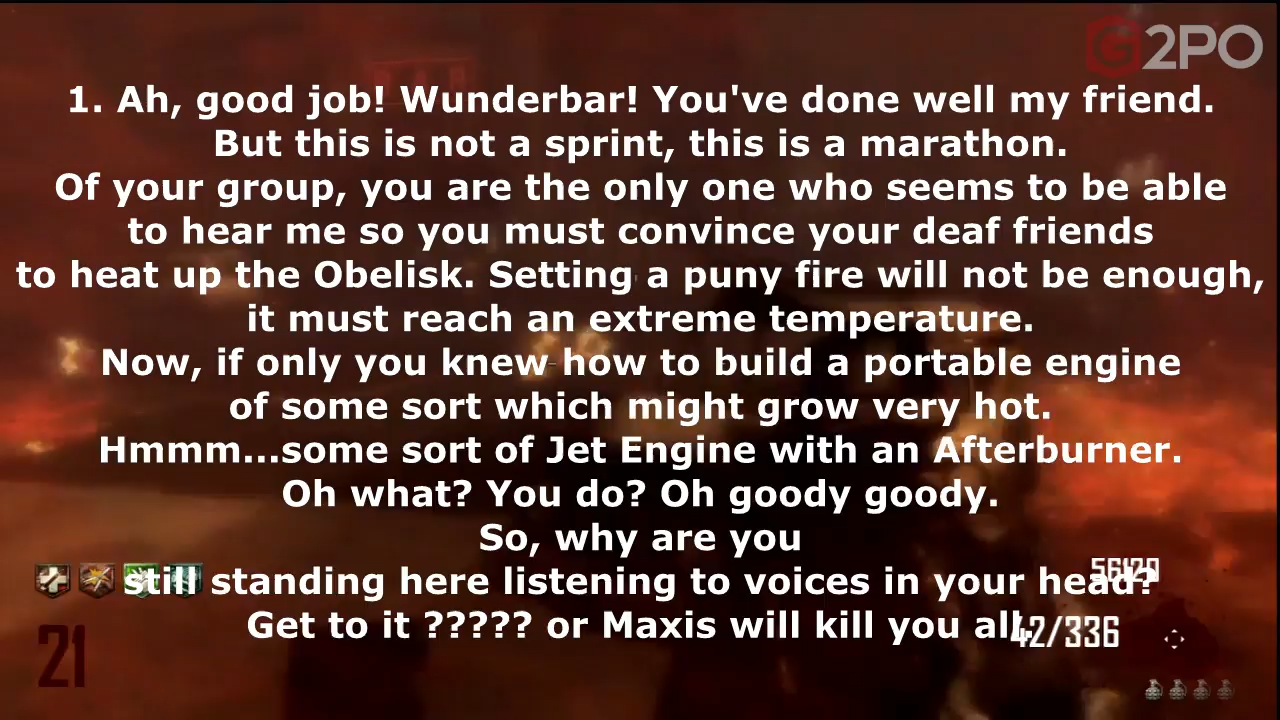 G2PO
1. Ah, good job! Wunderbar! You've done well my friend.
But this is not a sprint, this is a marathon.
Of your group, you are the only one who seems to be able
to hear me so you must convince your deaf friends
to heat up the Obelisk. Setting a puny fire will not be enough,
it must reach an extreme temperature.
Now, if only you knew how to build a portable engine
of some sort which might grow very hot.
Hmmm...some sort of Jet Engine with an Afterburner.
Oh what? You do? Oh goody goody.
So, why are you
still standing here listening to voices in your head?
Get to it ????? or Maxis will kill you all.
42/336
21